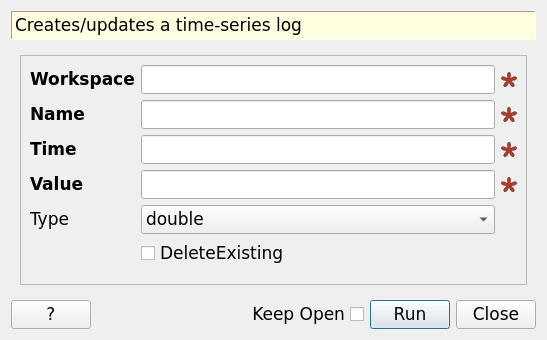 Creates/updates a time-series log
Workspace
Name
Time
Value
Type double
DeleteExisting
? Keep Open Run Close